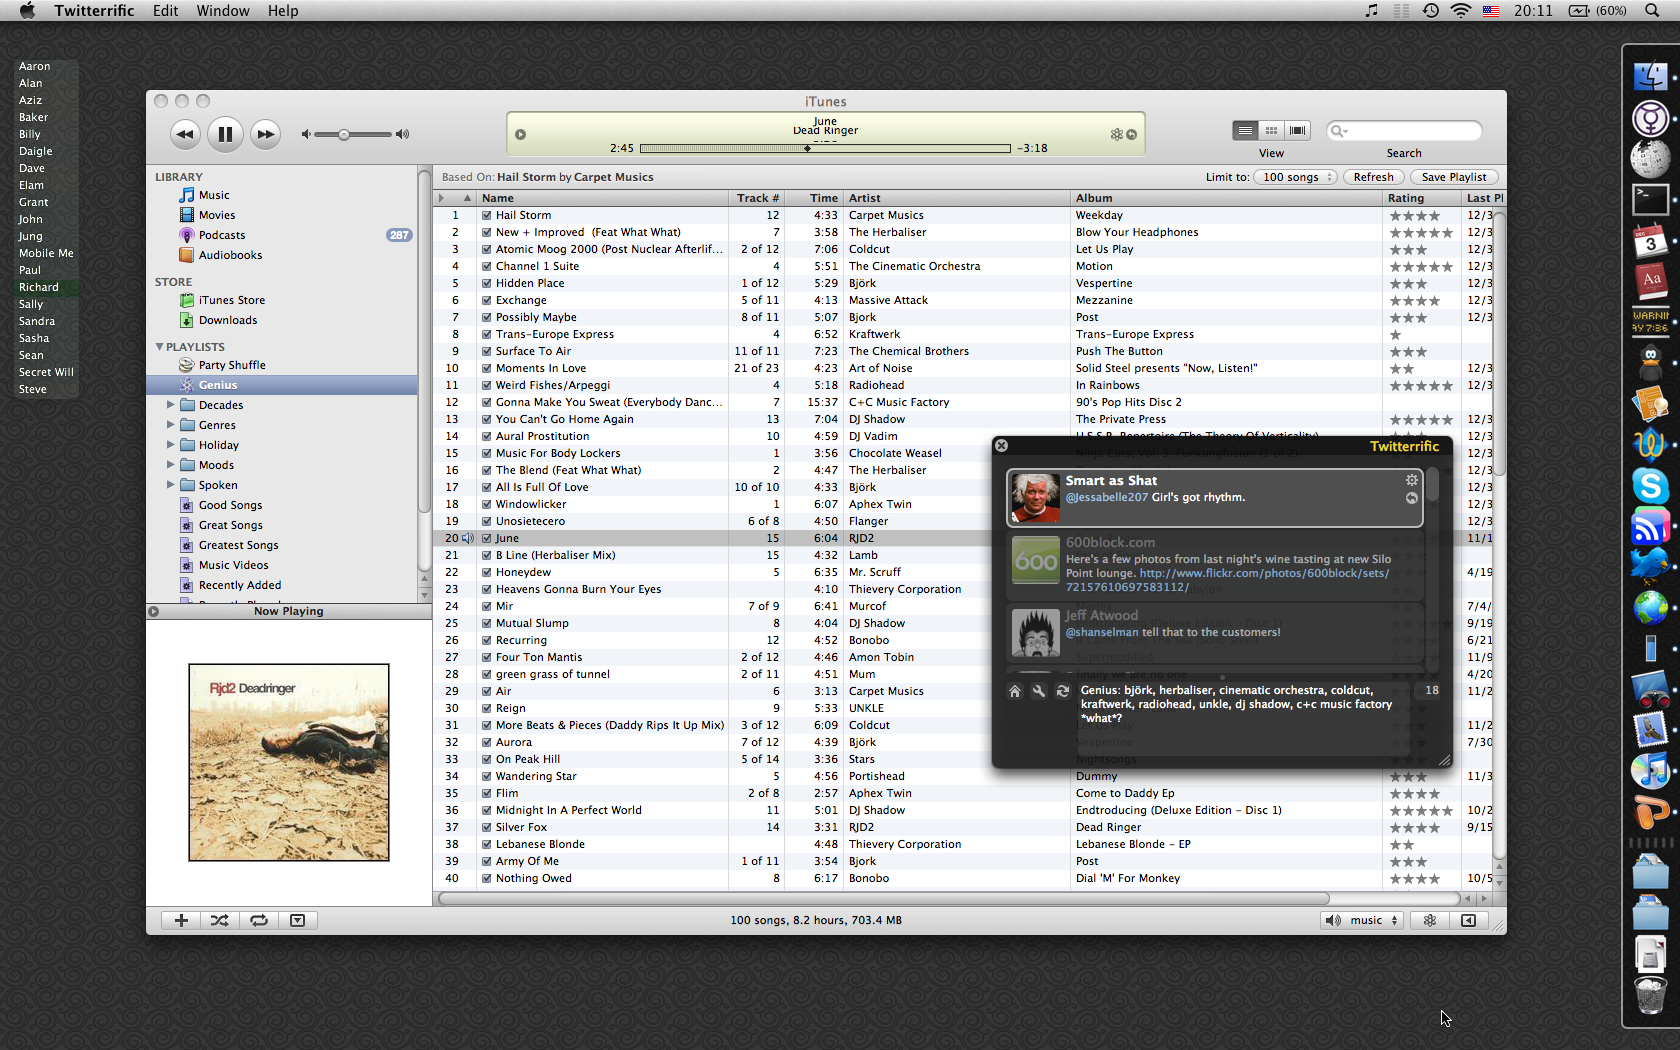 Twitterrific Edit Window Help
20:11 (60%)
Aaron
Alan
Aziz
Baker
Billy
Daigle
Dave
Elam
Grant
John
Jung
Mobile Me
Paul
Richard
Sally
Sandra
Sasha
Sean
Secret Will
Steve
iTunes
June
Dead Ringer
2:45 -3:18
View
Search
LIBRARY
Music
Movies
Podcasts 287
Audiobooks
STORE
iTunes Store
Downloads
PLAYLISTS
Party Shuffle
Genius
Decades
Genres
Holiday
Moods
Spoken
Good Songs
Great Songs
Greatest Songs
Music Videos
Recently Added
Now Playing
Rjd2 Deadringer
Based On: Hail Storm by Carpet Musics Limit to: 100 songs Refresh Save Playlist
Name Track # Time Artist Album Rating Last Pl
1 Hail Storm 12 4:33 Carpet Musics Weekday 12/3
2 New + Improved (Feat What What) 7 3:58 The Herbaliser Blow Your Headphones 12/3
3 Atomic Moog 2000 (Post Nuclear Afterlif... 2 of 12 7:06 Coldcut Let Us Play 12/3
4 Channel 1 Suite 4 5:51 The Cinematic Orchestra Motion 12/3
5 Hidden Place 1 of 12 5:29 Björk Vespertine 12/3
6 Exchange 5 of 11 4:13 Massive Attack Mezzanine 12/3
7 Possibly Maybe 8 of 11 5:07 Bjork Post 12/3
8 Trans-Europe Express 4 6:52 Kraftwerk Trans-Europe Express
9 Surface To Air 11 of 11 7:23 The Chemical Brothers Push The Button
10 Moments In Love 21 of 23 4:23 Art of Noise Solid Steel presents "Now, Listen!" 12/3
11 Weird Fishes/Arpeggi 4 5:18 Radiohead In Rainbows 12/3
12 Gonna Make You Sweat (Everybody Danc... 7 15:37 C+C Music Factory 90's Pop Hits Disc 2
13 You Can't Go Home Again 13 7:04 DJ Shadow The Private Press 12/3
14 Aural Prostitution 10 4:59 DJ Vadim U.S.S.R. Repertoire (The Theory Of Verticality) 12/3
15 Music For Body Lockers 1 3:56 Chocolate Weasel Ninja Cuts, Vol. 3: Funkungfusion (1 of 2) 12/3
16 The Blend (Feat What What) 2 4:47 The Herbaliser 12/3
17 All Is Full Of Love 10 of 10 4:33 Björk 12/3
18 Windowlicker 1 6:07 Aphex Twin 12/3
19 Unosietecero 6 of 8 4:50 Flanger 12/3
20 June 15 6:04 RJD2 11/1
21 B Line (Herbaliser Mix) 15 4:32 Lamb
22 Honeydew 5 6:35 Mr. Scruff 4/19
23 Heavens Gonna Burn Your Eyes 4:10 Thievery Corporation
24 Mir 7 of 9 6:41 Murcof 7/4/
25 Mutual Slump 8 4:04 DJ Shadow 9/19
26 Recurring 12 4:52 Bonobo 6/21
27 Four Ton Mantis 2 of 12 4:46 Amon Tobin Supermodified 11/9
28 green grass of tunnel 2 of 11 4:51 Mum finally we are no one 4/20
29 Air 6 3:13 Carpet Musics 11/2
30 Reign 9 5:33 UNKLE
31 More Beats & Pieces (Daddy Rips It Up Mix) 3 of 12 6:09 Coldcut 11/2
32 Aurora 7 of 12 4:39 Björk Vespertine 7/30
33 On Peak Hill 5 of 14 3:36 Stars Nightsongs
34 Wandering Star 5 4:56 Portishead Dummy 11/3
35 Flim 2 of 8 2:57 Aphex Twin Come to Daddy Ep
36 Midnight In A Perfect World 11 5:01 DJ Shadow Endtroducing (Deluxe Edition - Disc 1) 10/2
37 Silver Fox 14 3:31 RJD2 Dead Ringer 9/15
38 Lebanese Blonde 4:48 Thievery Corporation Lebanese Blonde - EP
39 Army Of Me 1 of 11 3:54 Bjork Post
40 Nothing Owed 8 6:17 Bonobo Dial 'M' For Monkey 10/5
100 songs, 8.2 hours, 703.4 MB
music
Twitterrific
Smart as Shat
@Jessabelle207 Girl's got rhythm.
600
600block.com
Here's a few photos from last night's wine tasting at new Silo
Point lounge. http://www.flickr.com/photos/600block/sets/
72157610697583112/
Jeff Atwood
@shanselman tell that to the customers!
Genius: björk, herbaliser, cinematic orchestra, coldcut, 18
kraftwerk, radiohead, unkle, dj shadow, c+c music factory
*what*?
DEC
3
Aa
WARNIN
AY 7:36